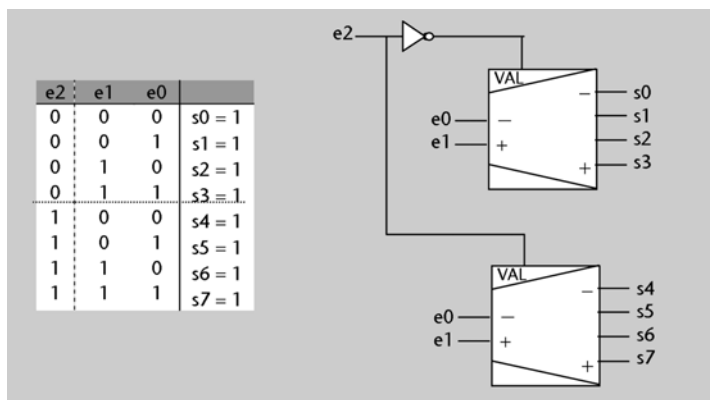 e2 e1 e0
0 0 0 s0 = 1
0 0 1 s1 = 1
0 1 0 s2 = 1
0 1 1 s3 = 1
1 0 0 s4 = 1
1 0 1 s5 = 1
1 1 0 s6 = 1
1 1 1 s7 = 1
e2
VAL
e0 − − s0
e1 + s1
s2
+ s3
VAL
e0 − − s4
e1 + s5
s6
+ s7